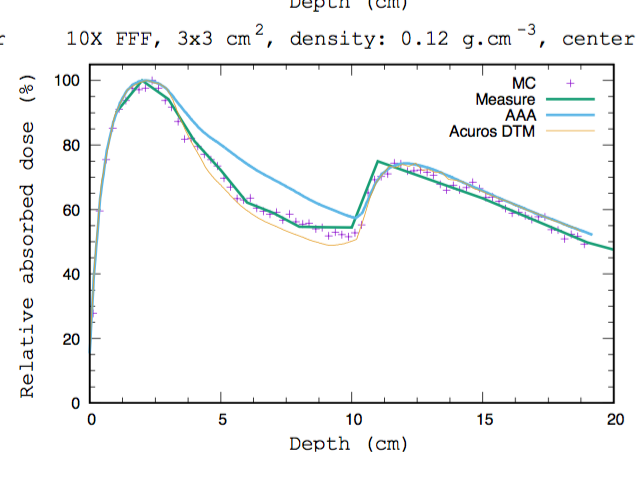 Depth (cm)
r 10X FFF, 3x3 cm², density: 0.12 g.cm⁻³, center
Relative absorbed dose (%)
100
80
60
40
20
0
MC
Measure
AAA
Acuros DTM
0 5 10 15 20
Depth (cm)